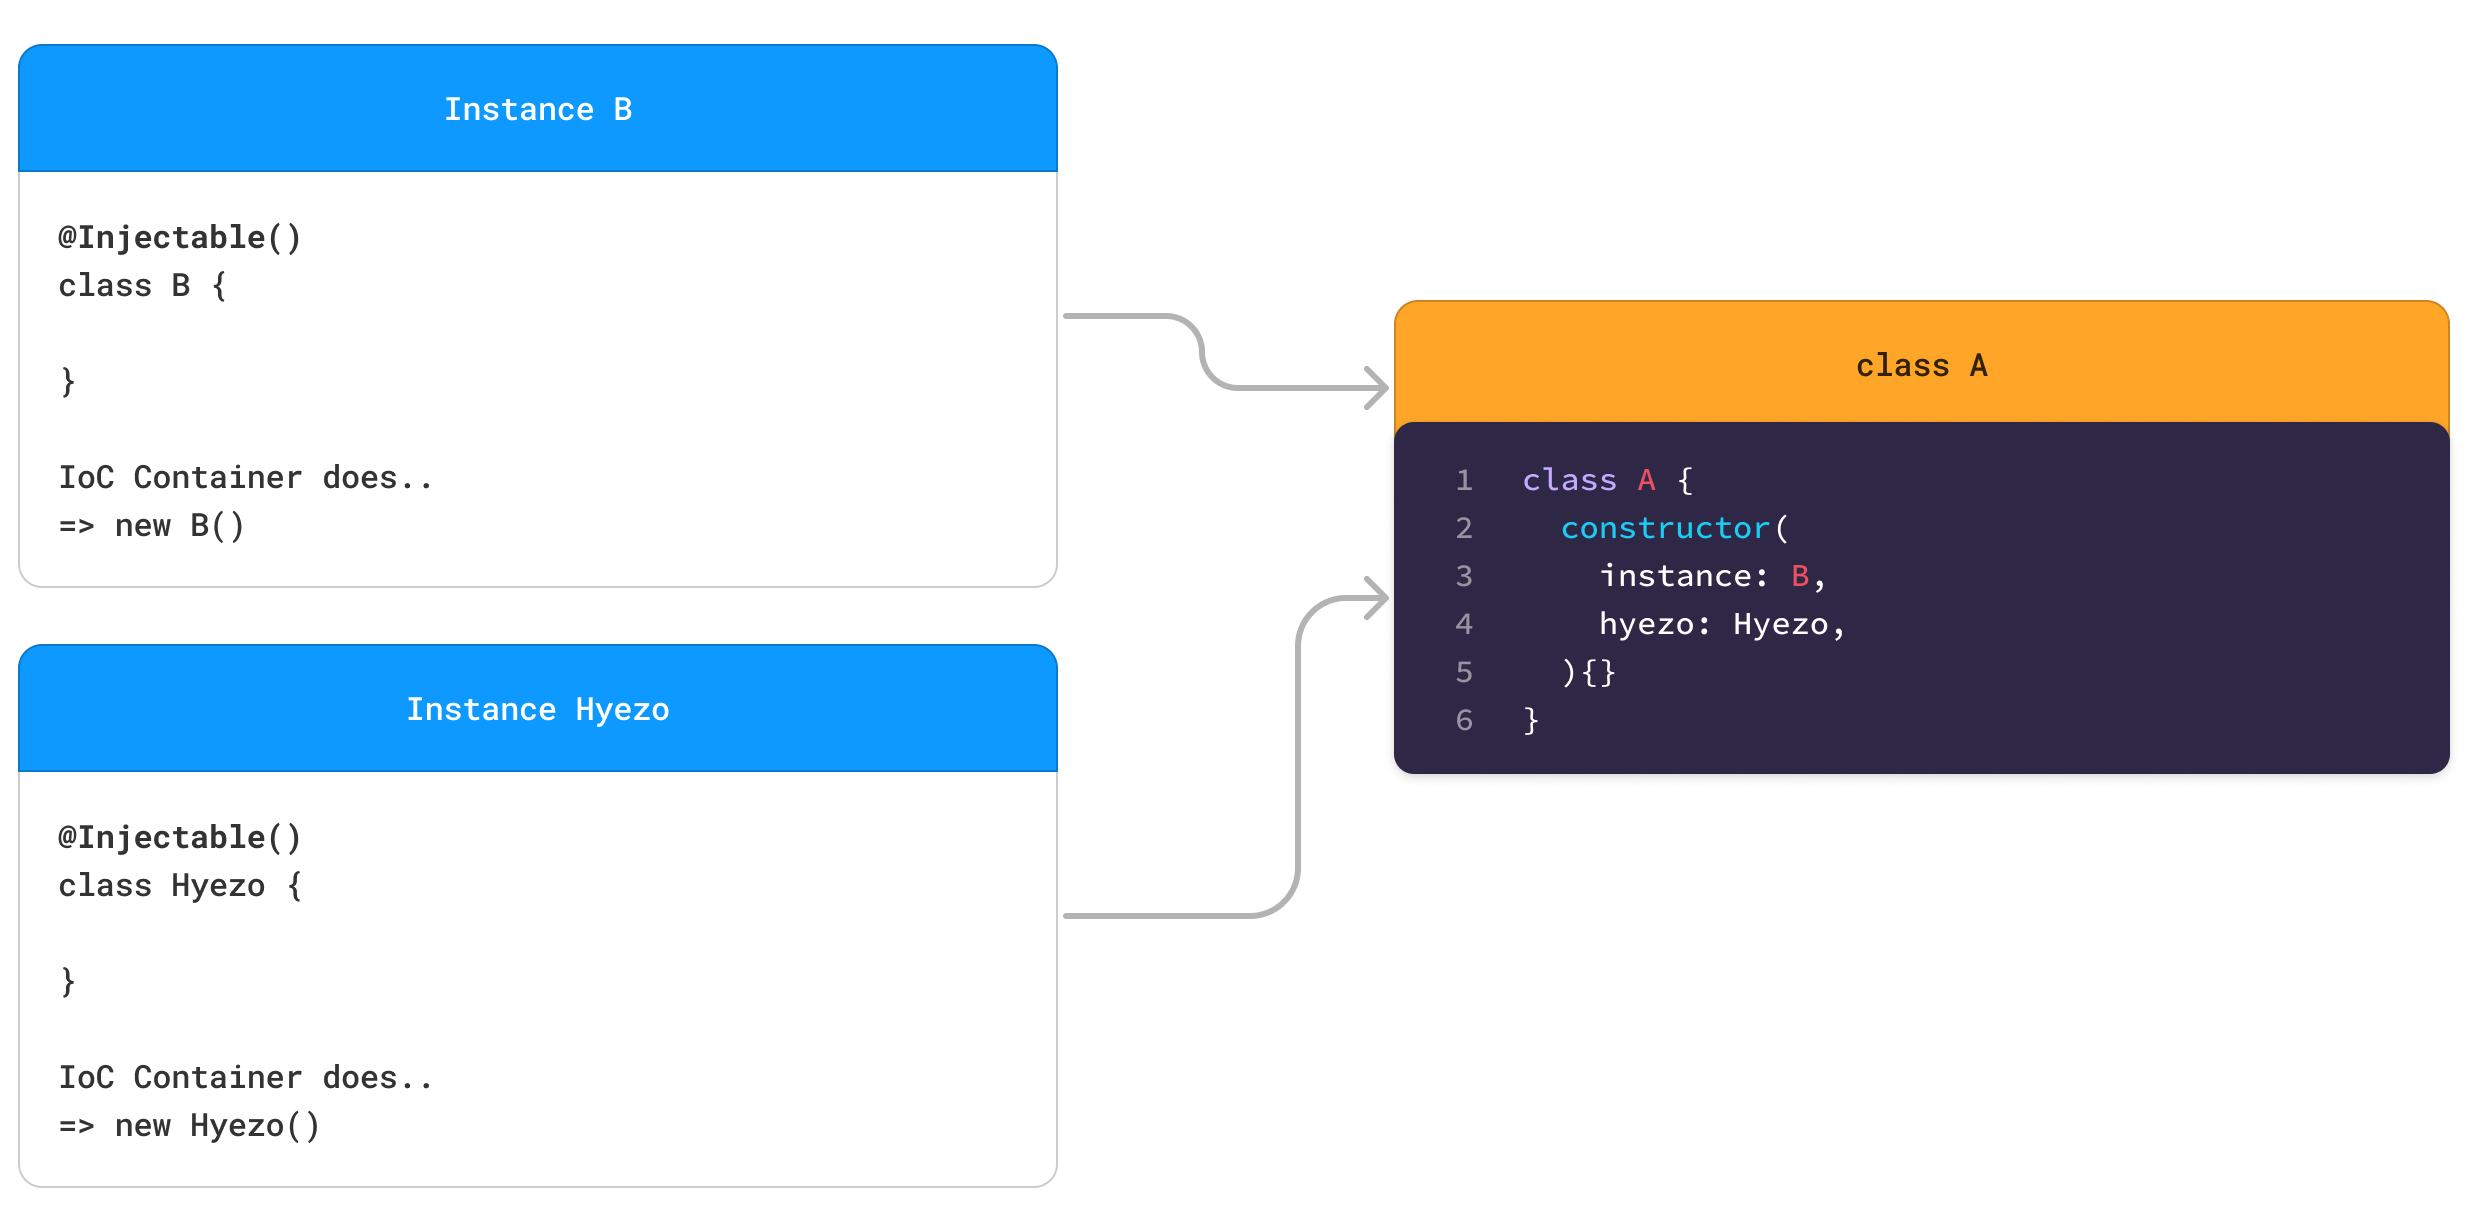 Instance B
@Injectable()
class B {
}
IoC Container does..
=> new B()
Instance Hyezo
@Injectable()
class Hyezo {
}
IoC Container does..
=> new Hyezo()
class A
1 class A {
2 constructor(
3 instance: B,
4 hyezo: Hyezo,
5 ){}
6 }